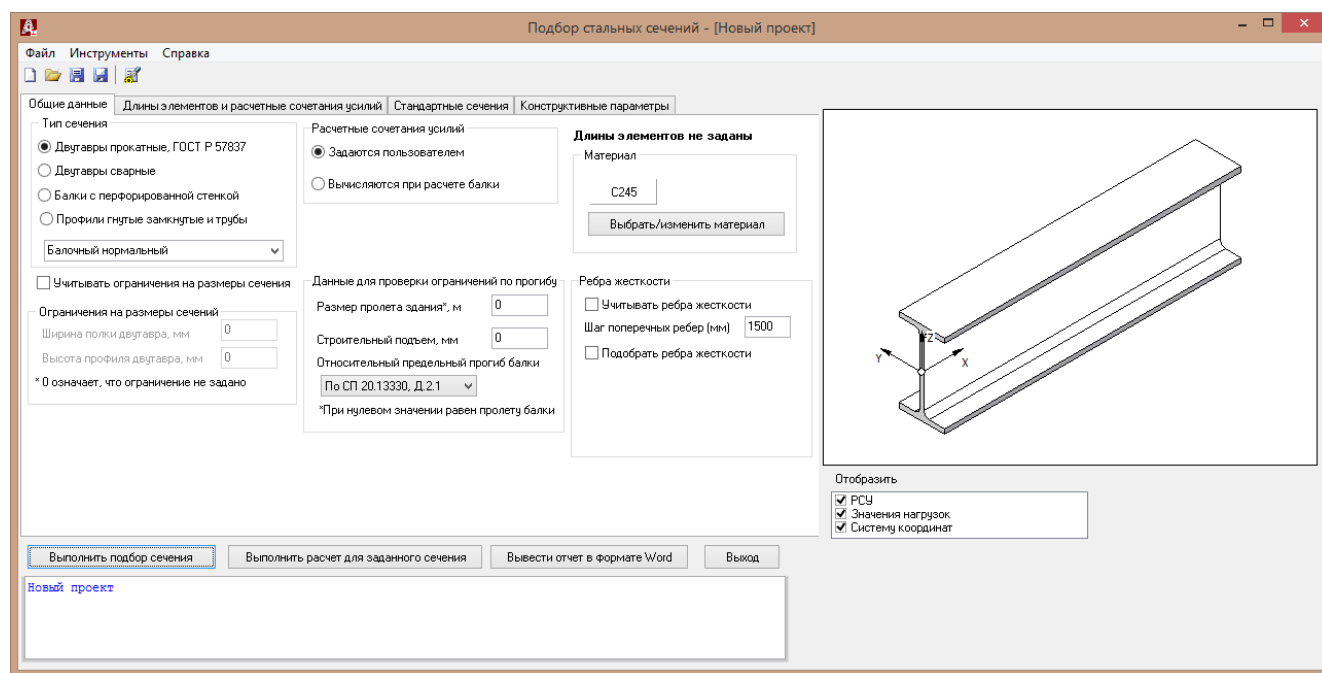 Подбор стальных сечений - [Новый проект]
Файл Инструменты Справка
Общие данные Длины элементов и расчетные сочетания усилий Стандартные сечения Конструктивные параметры
Тип сечения
Двутавры прокатные, ГОСТ Р 57837
Двутавры сварные
Балки с перфорированной стенкой
Профили гнутые замкнутые и трубы
Балочный нормальный
Расчетные сочетания усилий
Задаются пользователем
Вычисляются при расчете балки
Длины элементов не заданы
Материал
С245
Выбрать/изменить материал
Учитывать ограничения на размеры сечения
Ограничения на размеры сечений
Ширина полки двутавра, мм 0
Высота профиля двутавра, мм 0
* 0 означает, что ограничение не задано
Данные для проверки ограничений по прогибу
Размер пролета здания*, м 0
Строительный подъем, мм 0
Относительный предельный прогиб балки
По СП 20.13330, Д.2.1
*При нулевом значении равен пролету балки
Ребра жесткости
Учитывать ребра жесткости
Шаг поперечных ребер (мм) 1500
Подобрать ребра жесткости
Z
Y
X
Отобразить
РСУ
Значения нагрузок
Систему координат
Выполнить подбор сечения Выполнить расчет для заданного сечения Вывести отчет в формате Word Выход
Новый проект